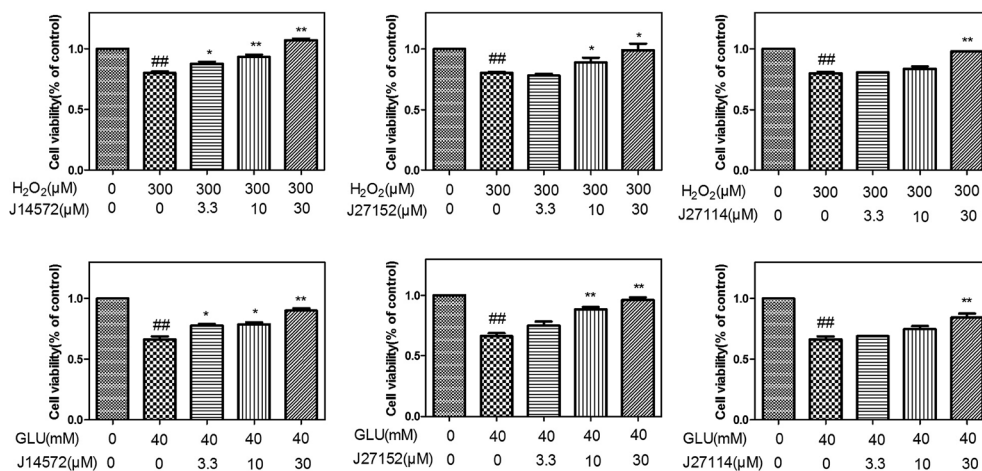 Cell viability(% of control)
1.0
0.5
0.0
##
*
**
**
H₂O₂(μM) 0 300 300 300 300
J14572(μM) 0 0 3.3 10 30
Cell viability(% of control)
1.0
0.5
0.0
##
*
*
H₂O₂(μM) 0 300 300 300 300
J27152(μM) 0 0 3.3 10 30
Cell viability(% of control)
1.0
0.5
0.0
##
**
H₂O₂(μM) 0 300 300 300 300
J27114(μM) 0 0 3.3 10 30
Cell viability(% of control)
1.0
0.5
0.0
##
*
*
**
GLU(mM) 0 40 40 40 40
J14572(μM) 0 0 3.3 10 30
Cell viability(% of control)
1.0
0.5
0.0
##
**
**
GLU(mM) 0 40 40 40 40
J27152(μM) 0 0 3.3 10 30
Cell viability(% of control)
1.0
0.5
0.0
##
**
GLU(mM) 0 40 40 40 40
J27114(μM) 0 0 3.3 10 30